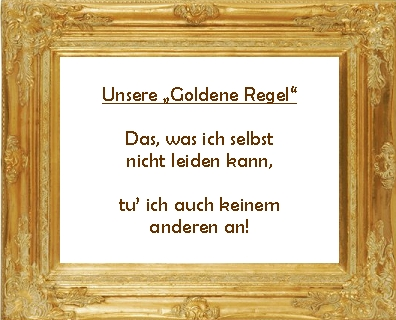 Unsere „Goldene Regel“
Das, was ich selbst
nicht leiden kann,
tu’ ich auch keinem
anderen an!